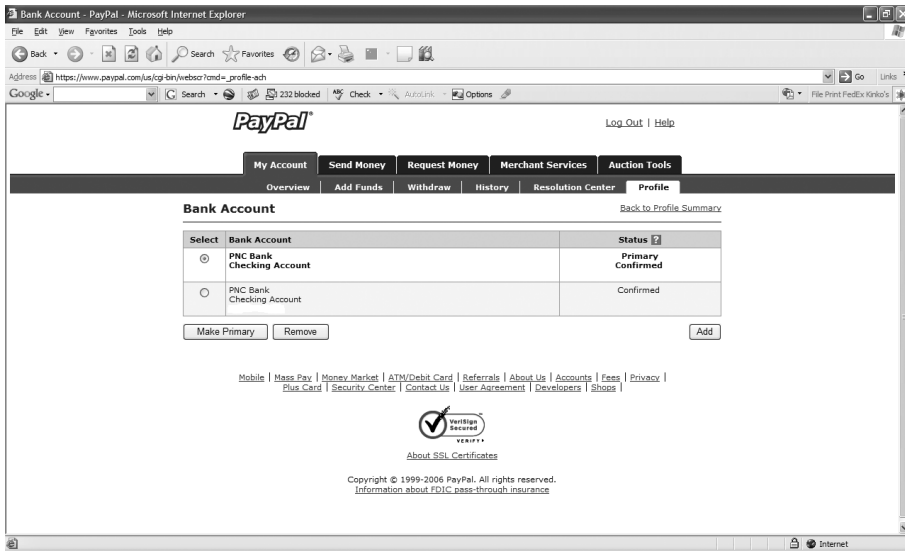 Bank Account - PayPal - Microsoft Internet Explorer
File Edit View Favorites Tools Help
Back Search Favorites
Address https://www.paypal.com/us/cgi-bin/webscr?cmd=_profile-ach Go Links
Google Search 232 blocked Check AutoLink Options File Print FedEx Kinko's
PayPal Log Out | Help
My Account Send Money Request Money Merchant Services Auction Tools
Overview | Add Funds | Withdraw | History | Resolution Center Profile
Bank Account Back to Profile Summary
Select Bank Account Status ?
PNC Bank Primary
Checking Account Confirmed
PNC Bank Confirmed
Checking Account
Make Primary Remove Add
Mobile | Mass Pay | Money Market | ATM/Debit Card | Referrals | About Us | Accounts | Fees | Privacy |
Plus Card | Security Center | Contact Us | User Agreement | Developers | Shops |
VeriSign
Secured
VERIFY
About SSL Certificates
Copyright © 1999-2006 PayPal. All rights reserved.
Information about FDIC pass-through insurance
Internet